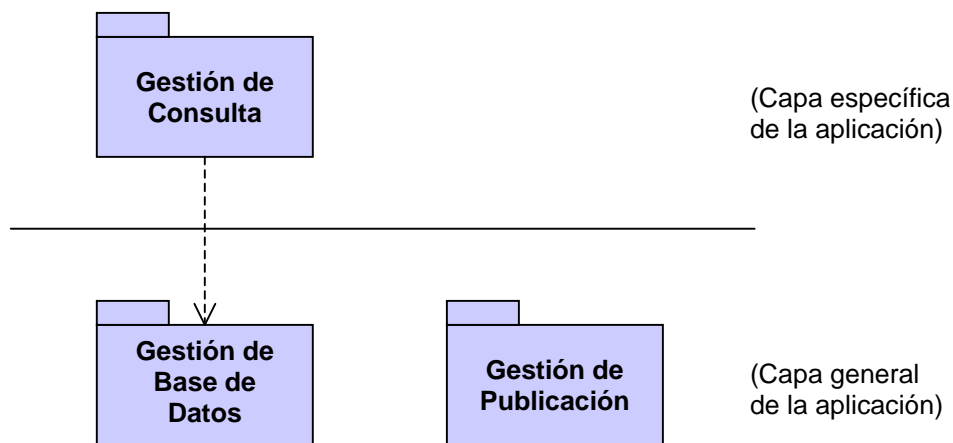 Gestión de
Consulta
(Capa específica
de la aplicación)
Gestión de
Base de
Datos
Gestión de
Publicación
(Capa general
de la aplicación)